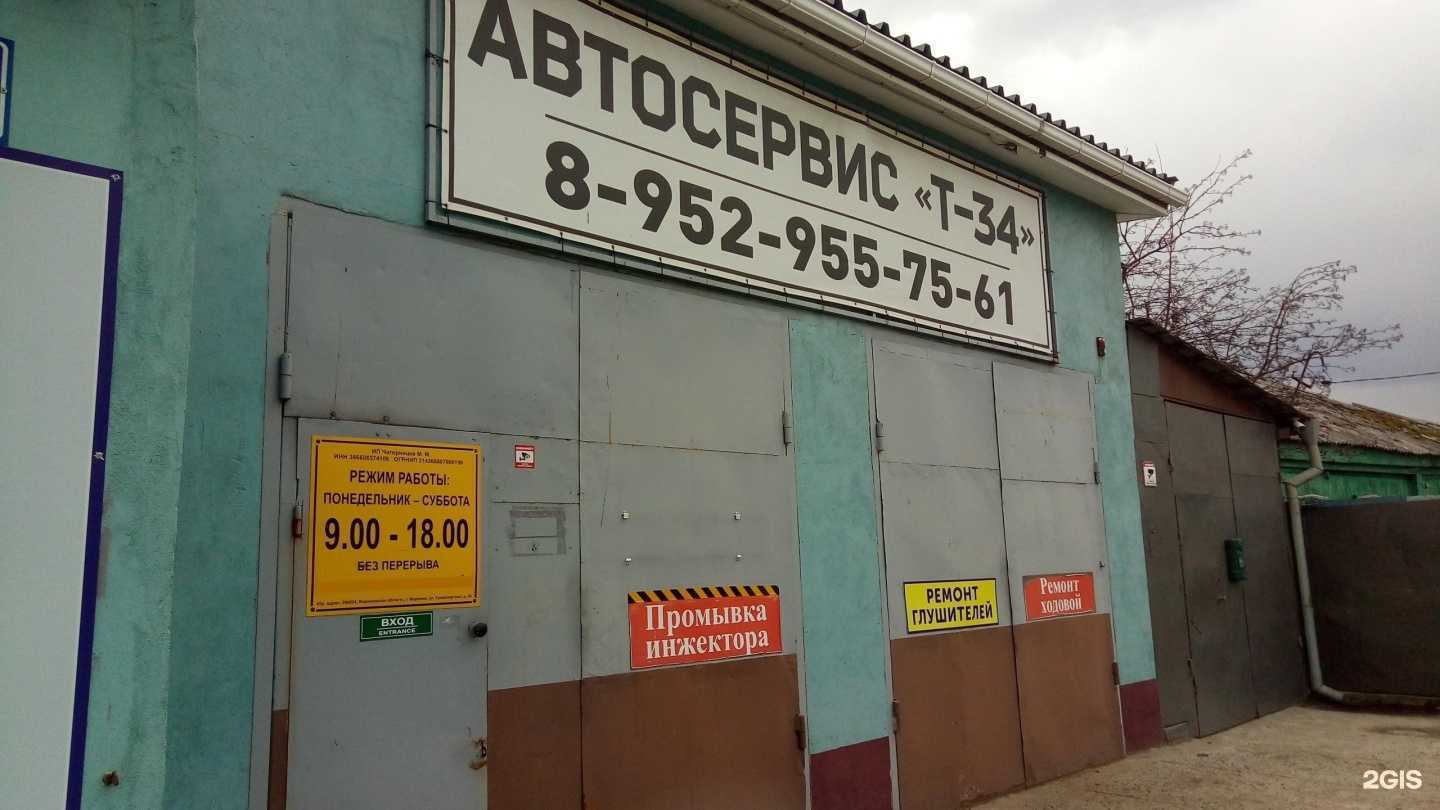 АВТОСЕРВИС «Т-34»
8-952-955-75-61
РЕЖИМ РАБОТЫ:
ПОНЕДЕЛЬНИК – СУББОТА
9.00 - 18.00
БЕЗ ПЕРЕРЫВА
ВХОД
ENTRANCE
Промывка
инжектора
РЕМОНТ
ГЛУШИТЕЛЕЙ
Ремонт
ходовой
2GIS